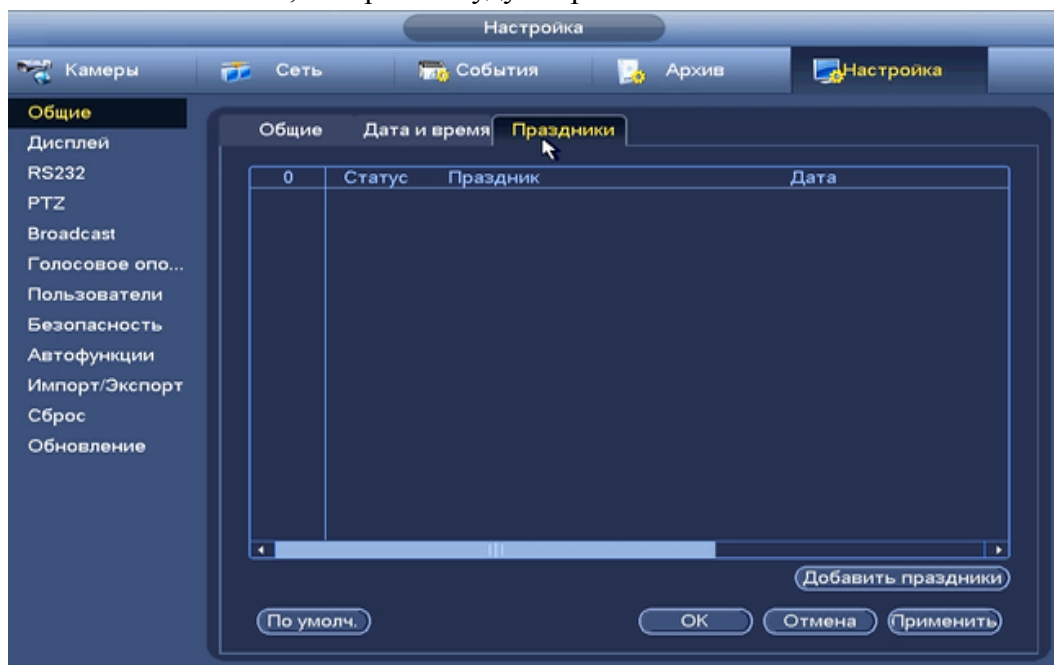 Настройка
Камеры Сеть События Архив Настройка
Общие
Дисплей
RS232
PTZ
Broadcast
Голосовое опо...
Пользователи
Безопасность
Автофункции
Импорт/Экспорт
Сброс
Обновление
Общие Дата и время Праздники
0 Статус Праздник Дата
Добавить праздники
По умолч. OK Отмена Применить